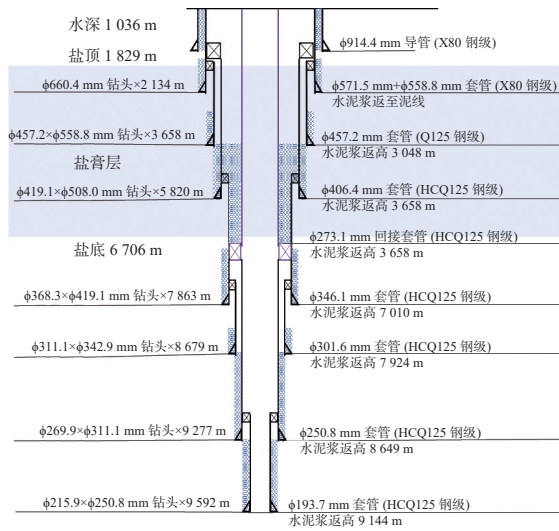 水深 1 036 m
φ914.4 mm 导管 (X80 钢级)
盐顶 1 829 m
φ660.4 mm 钻头×2 134 m
φ571.5 mm+φ558.8 mm 套管 (X80 钢级)
水泥浆返至泥线
φ457.2×φ558.8 mm 钻头×3 658 m
φ457.2 mm 套管 (Q125 钢级)
水泥浆返高 3 048 m
盐膏层
φ419.1×φ508.0 mm 钻头×5 820 m
φ406.4 mm 套管 (HCQ125 钢级)
水泥浆返高 3 658 m
φ273.1 mm 回接套管 (HCQ125 钢级)
水泥浆返高 3 658 m
盐底 6 706 m
φ368.3×φ419.1 mm 钻头×7 863 m
φ346.1 mm 套管 (HCQ125 钢级)
水泥浆返高 7 010 m
φ311.1×φ342.9 mm 钻头×8 679 m
φ301.6 mm 套管 (HCQ125 钢级)
水泥浆返高 7 924 m
φ269.9×φ311.1 mm 钻头×9 277 m
φ250.8 mm 套管 (HCQ125 钢级)
水泥浆返高 8 649 m
φ215.9×φ250.8 mm 钻头×9 592 m
φ193.7 mm 套管 (HCQ125 钢级)
水泥浆返高 9 144 m